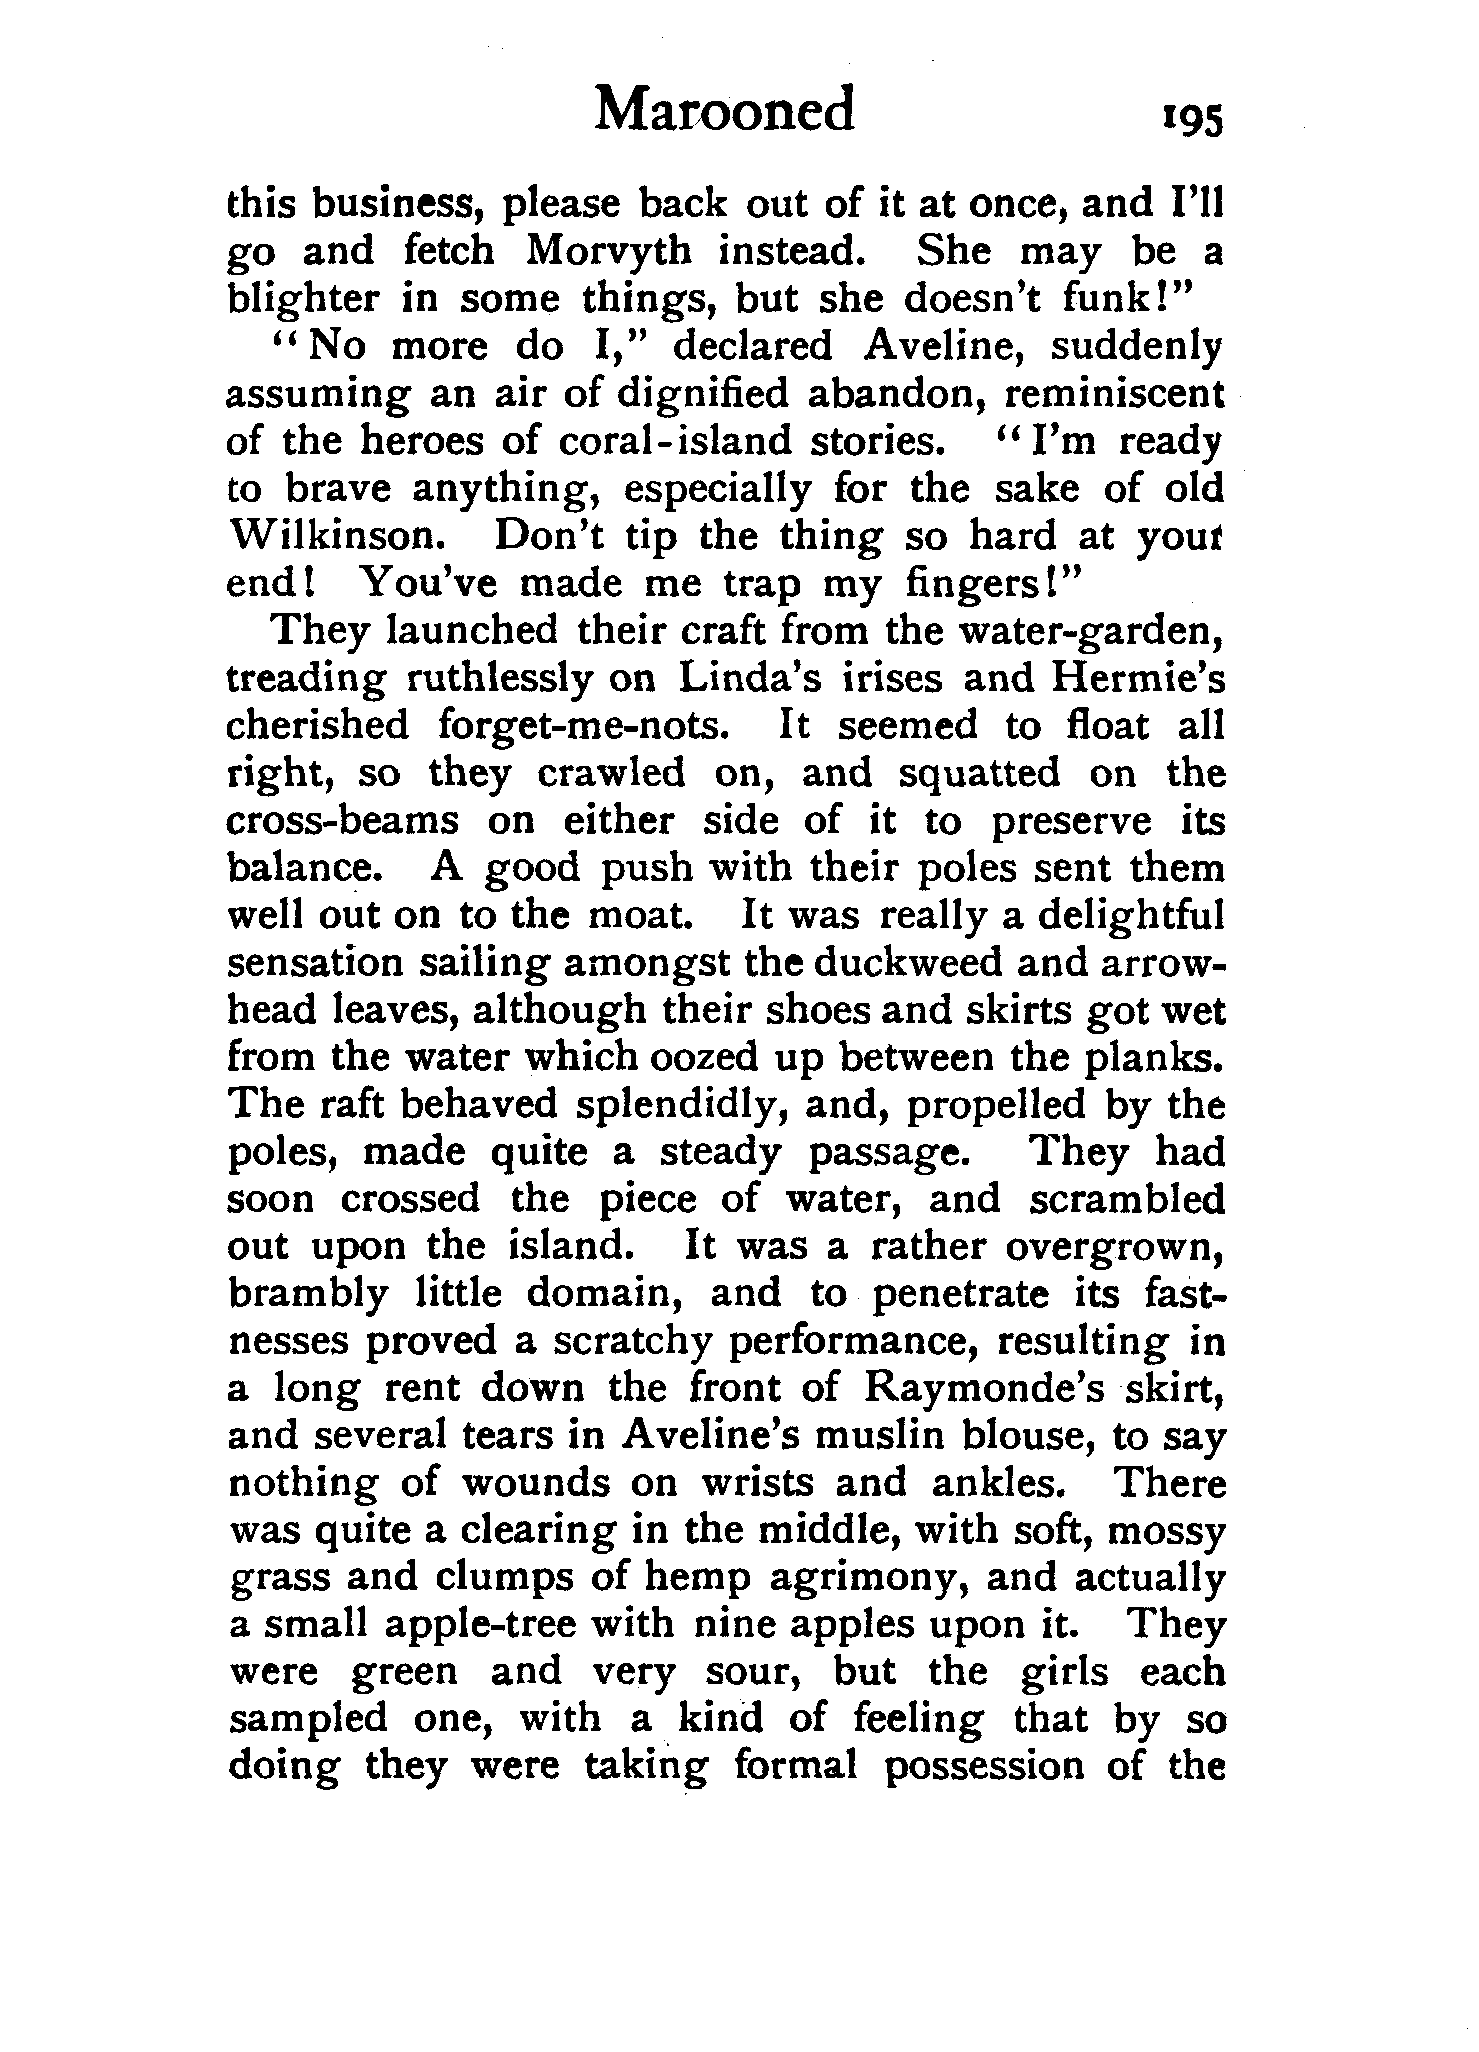 Marooned 195
this business, please back out of it at once, and I'll
go and fetch Morvyth instead. She may be a
blighter in some things, but she doesn't funk!"
"No more do I," declared Aveline, suddenly
assuming an air of dignified abandon, reminiscent
of the heroes of coral-island stories. "I'm ready
to brave anything, especially for the sake of old
Wilkinson. Don't tip the thing so hard at your
end! You've made me trap my fingers!"
They launched their craft from the water-garden,
treading ruthlessly on Linda's irises and Hermie's
cherished forget-me-nots. It seemed to float all
right, so they crawled on, and squatted on the
cross-beams on either side of it to preserve its
balance. A good push with their poles sent them
well out on to the moat. It was really a delightful
sensation sailing amongst the duckweed and arrow-
head leaves, although their shoes and skirts got wet
from the water which oozed up between the planks.
The raft behaved splendidly, and, propelled by the
poles, made quite a steady passage. They had
soon crossed the piece of water, and scrambled
out upon the island. It was a rather overgrown,
brambly little domain, and to penetrate its fast-
nesses proved a scratchy performance, resulting in
a long rent down the front of Raymonde's skirt,
and several tears in Aveline's muslin blouse, to say
nothing of wounds on wrists and ankles. There
was quite a clearing in the middle, with soft, mossy
grass and clumps of hemp agrimony, and actually
a small apple-tree with nine apples upon it. They
were green and very sour, but the girls each
sampled one, with a kind of feeling that by so
doing they were taking formal possession of the